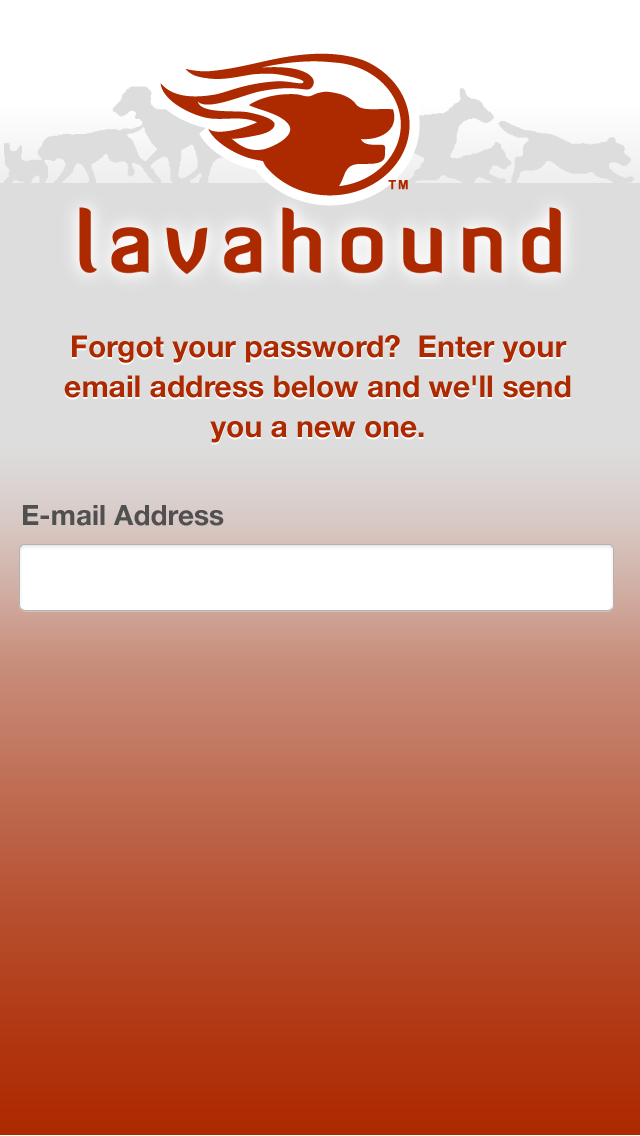 TM
lavahound
Forgot your password?  Enter your
email address below and we'll send
you a new one.
E-mail Address